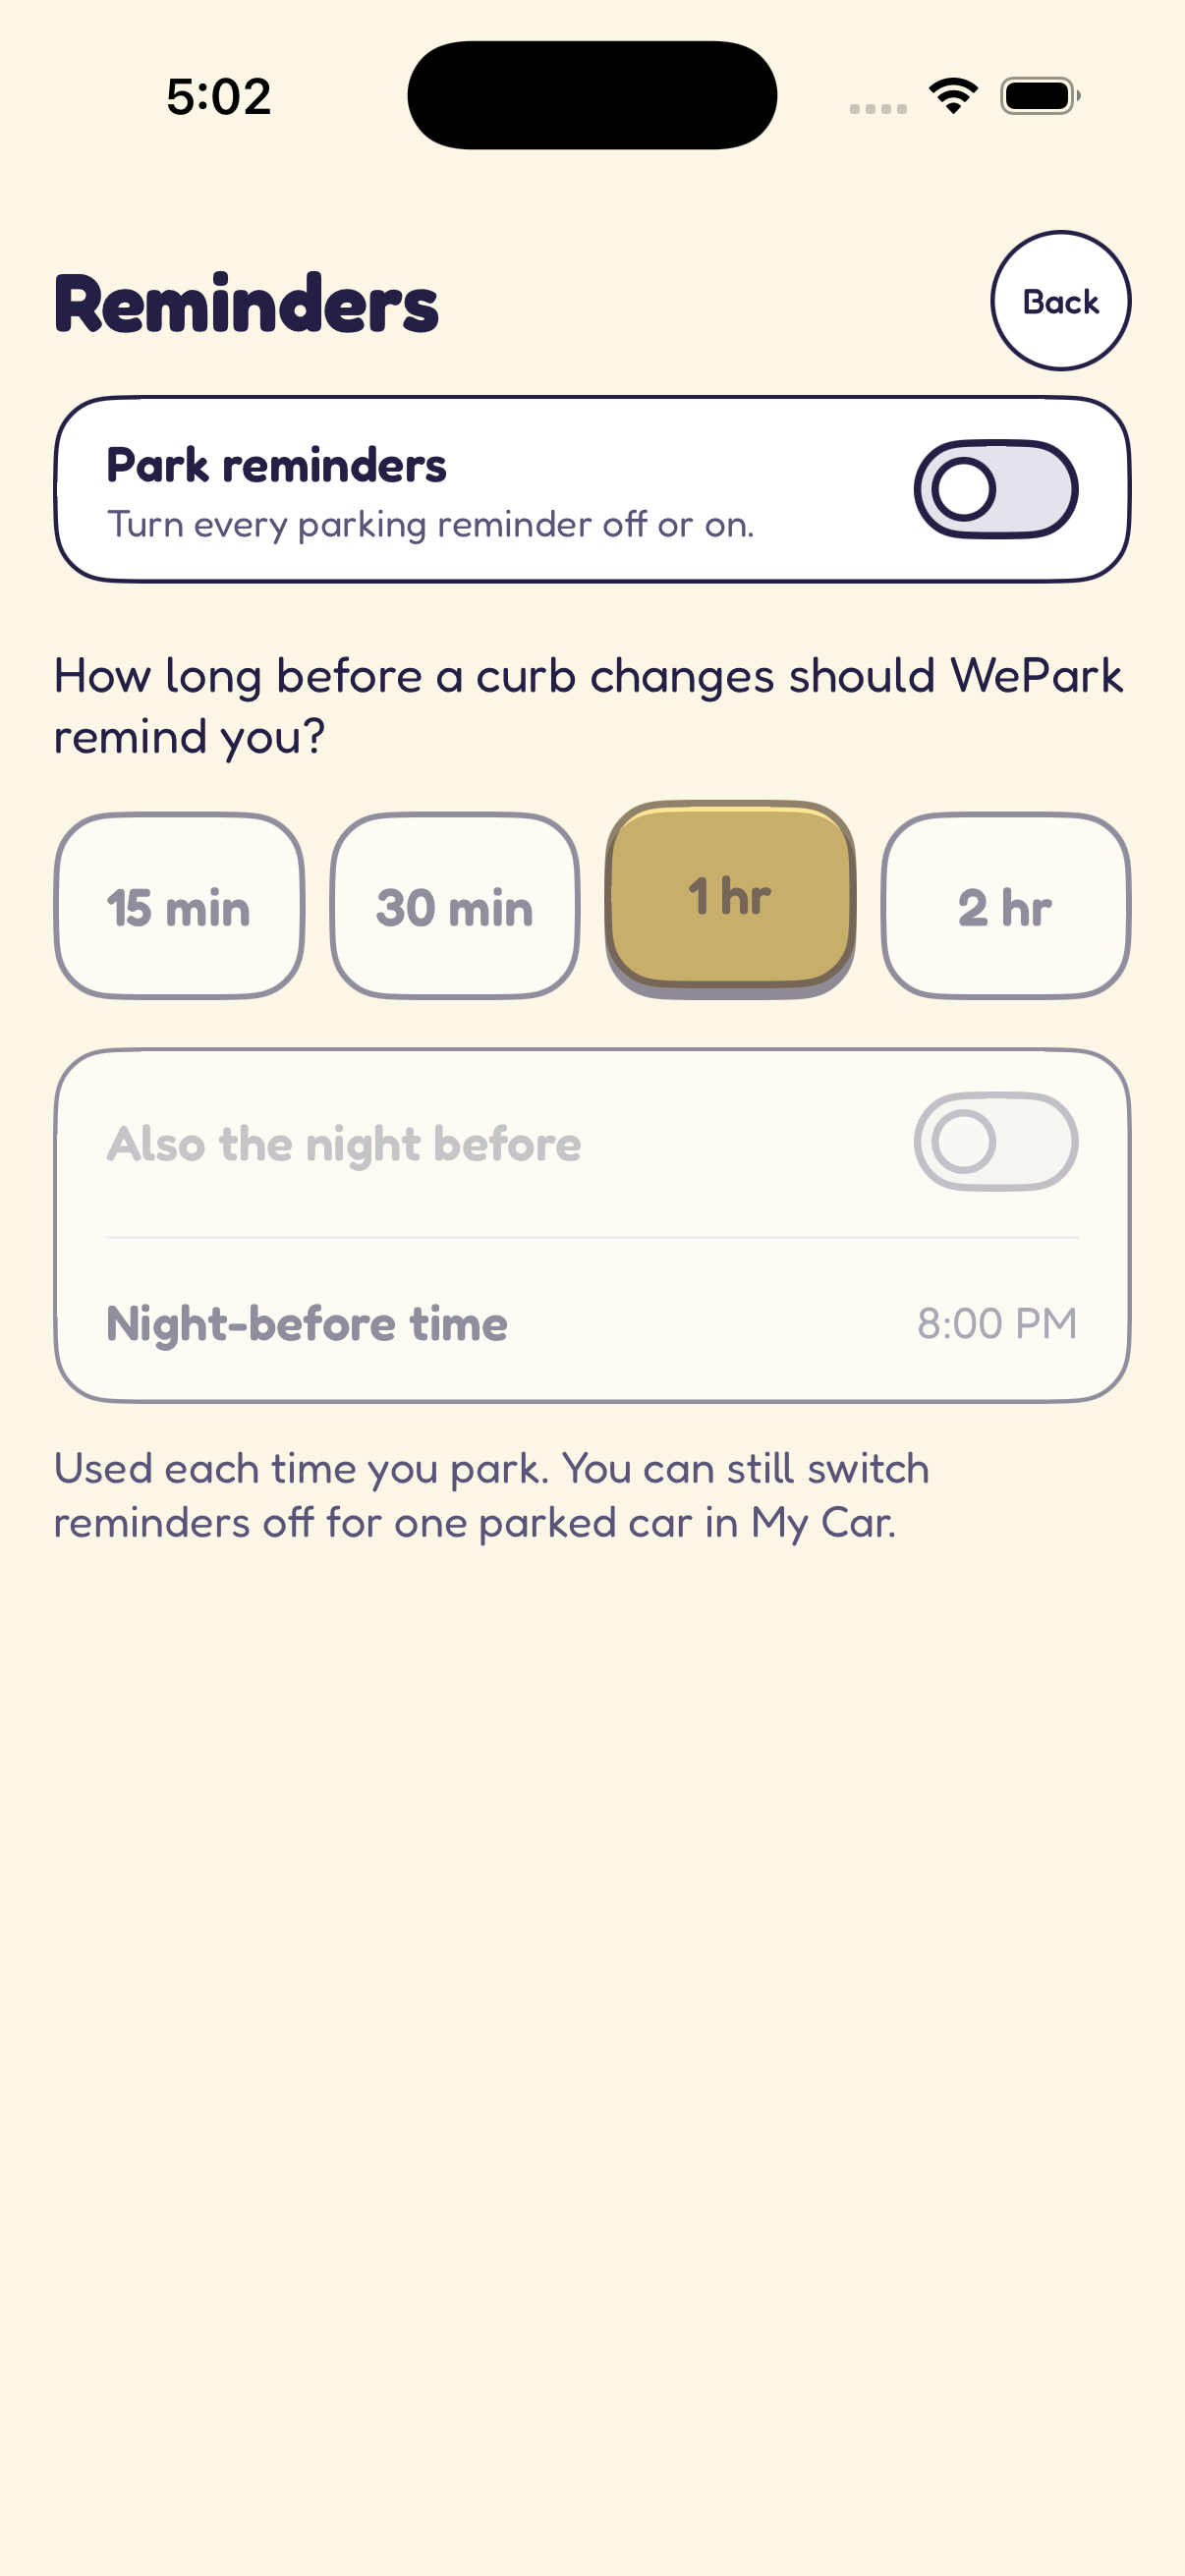 5:02
Reminders
Back
Park reminders
Turn every parking reminder off or on.
How long before a curb changes should WePark
remind you?
15 min
30 min
1 hr
2 hr
Also the night before
Night-before time
8:00 PM
Used each time you park. You can still switch
reminders off for one parked car in My Car.